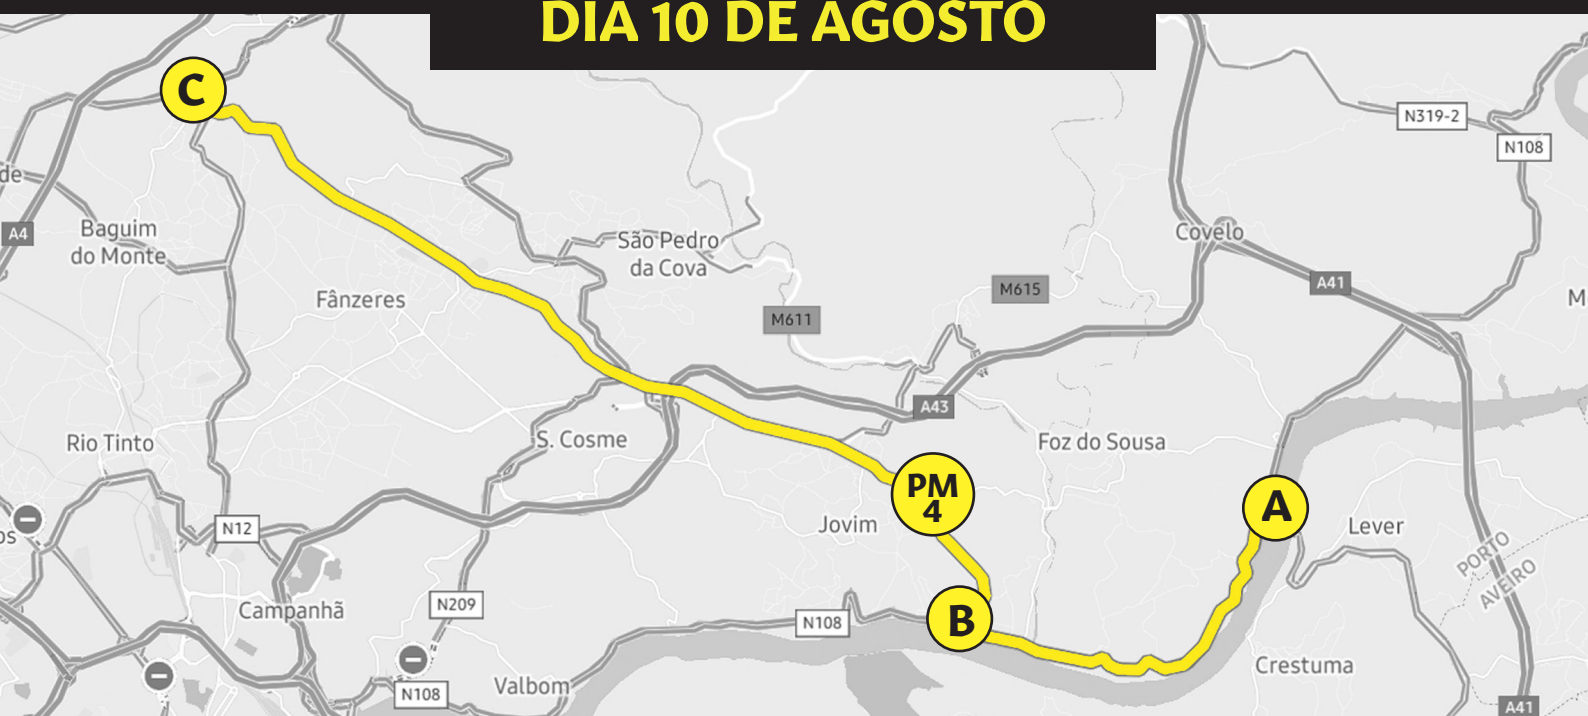 DIA 10 DE AGOSTO
C
N319-2
N108
de
A4
Baguim
do Monte
São Pedro
da Cova
Covelo
Fânzeres
M615
A41
M611
A43
Rio Tinto
S. Cosme
Foz do Sousa
PM
4
A
Jovim
Lever
os
N12
PORTO
AVEIRO
Campanhã
N209
N108
B
Crestuma
Valbom
N108
A41